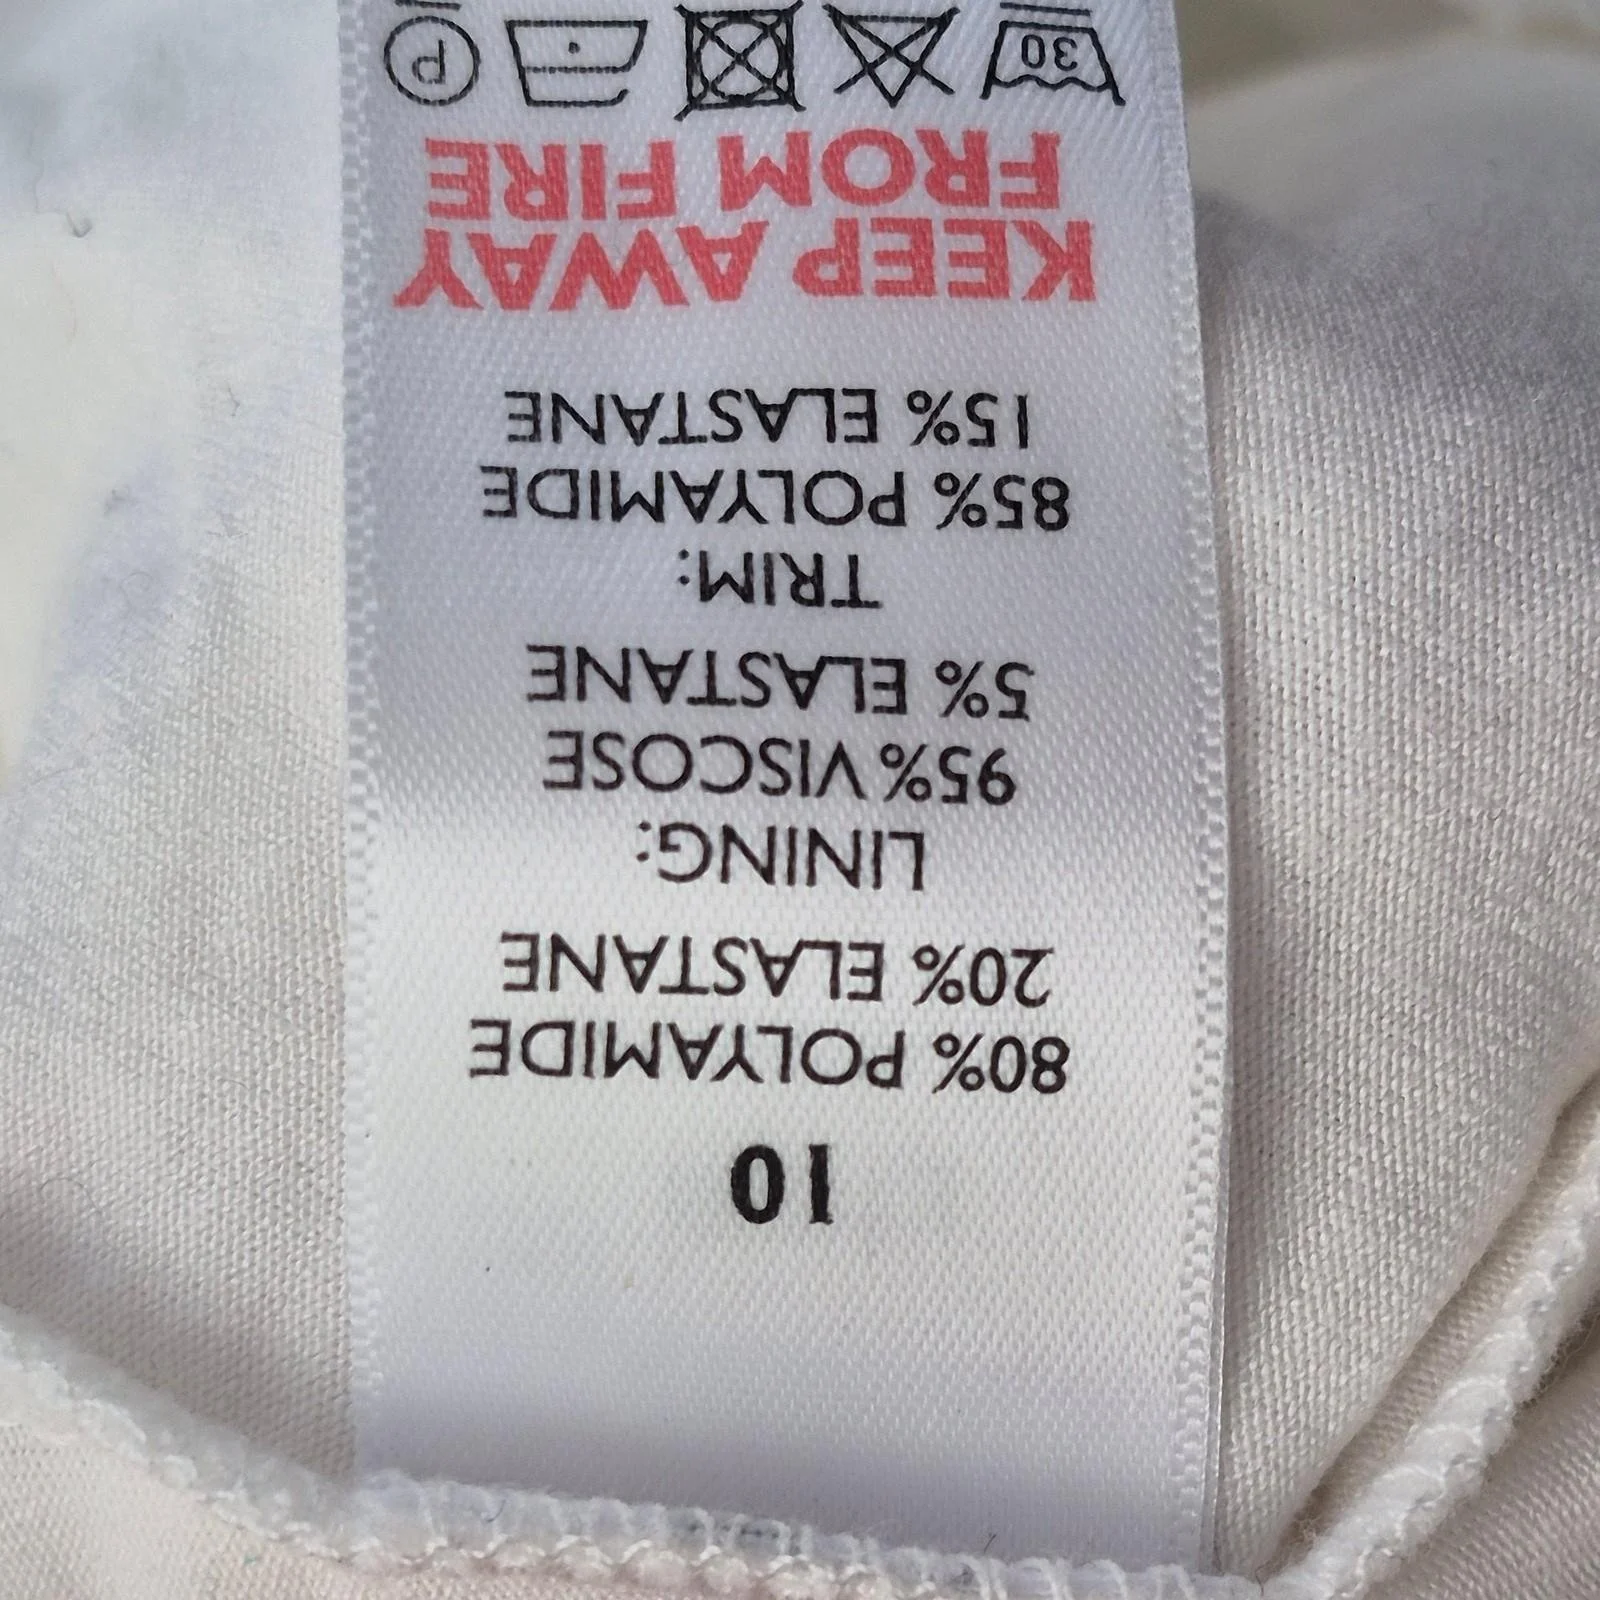 10
80% POLYAMIDE
20% ELASTANE
LINING:
95% VISCOSE
5% ELASTANE
TRIM:
85% POLYAMIDE
15% ELASTANE
KEEP AWAY
FROM FIRE
30 P